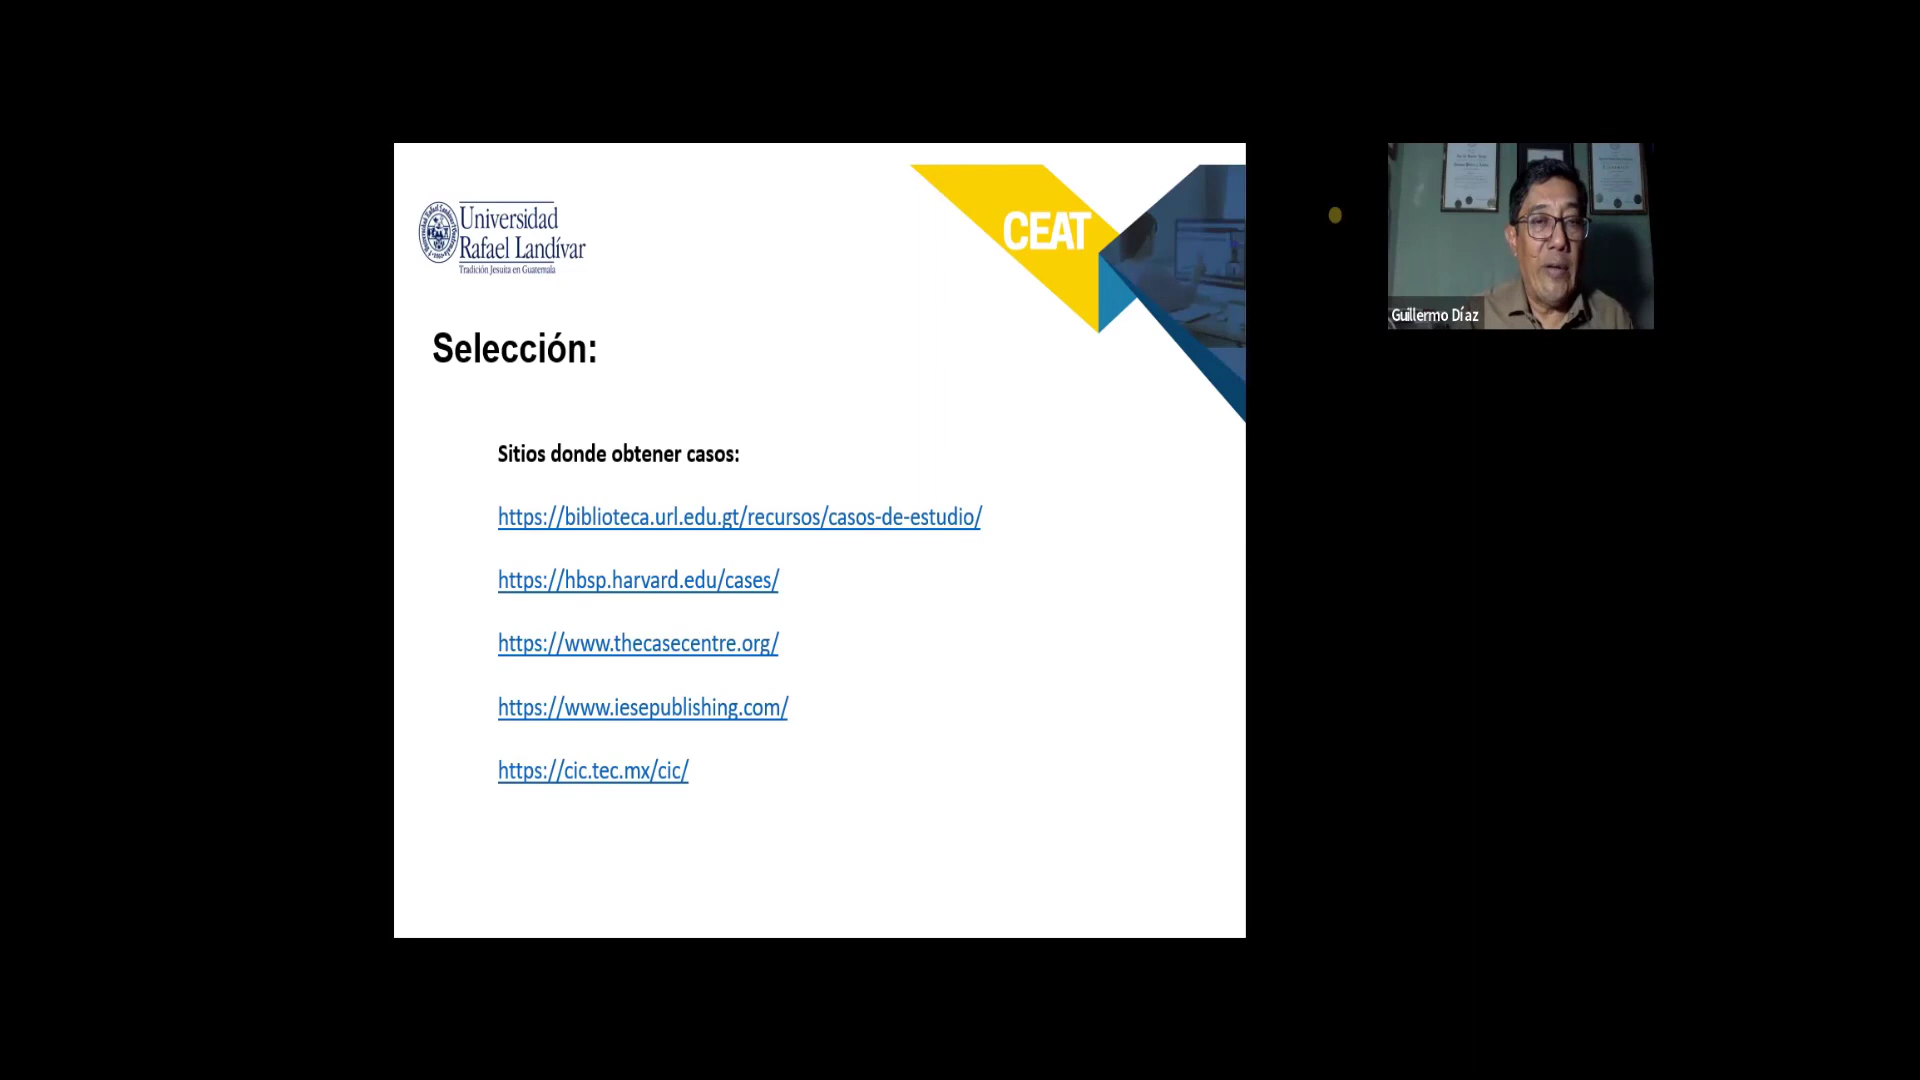 Universidad
Rafael Landívar
Tradición Jesuita en Guatemala
CEAT
Selección:
Sitios donde obtener casos:
https://biblioteca.url.edu.gt/recursos/casos-de-estudio/
https://hbsp.harvard.edu/cases/
https://www.thecasecentre.org/
https://www.iesepublishing.com/
https://cic.tec.mx/cic/
Guillermo Díaz